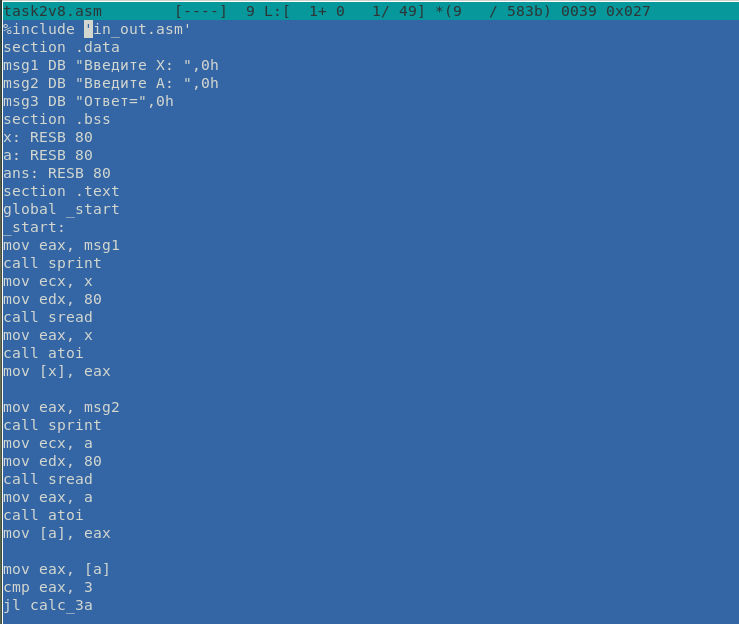 task2v8.asm [----] 9 L:[ 1+ 0 1/ 49] *(9 / 583b) 0039 0x027
%include 'in_out.asm'
section .data
msg1 DB "Введите X: ",0h
msg2 DB "Введите A: ",0h
msg3 DB "Ответ=",0h
section .bss
x: RESB 80
a: RESB 80
ans: RESB 80
section .text
global _start
_start:
mov eax, msg1
call sprint
mov ecx, x
mov edx, 80
call sread
mov eax, x
call atoi
mov [x], eax

mov eax, msg2
call sprint
mov ecx, a
mov edx, 80
call sread
mov eax, a
call atoi
mov [a], eax

mov eax, [a]
cmp eax, 3
jl calc_3a